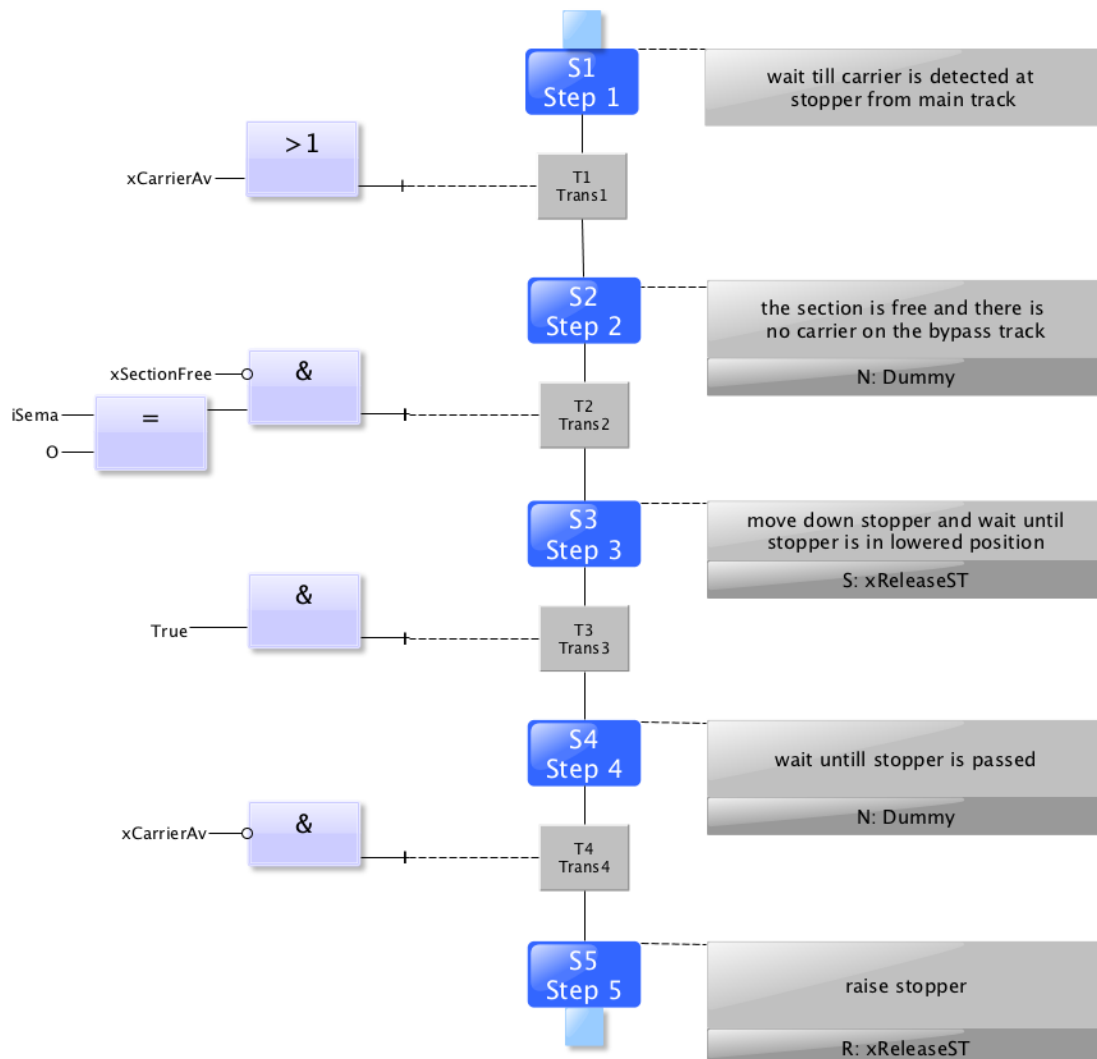 S1
Step 1
wait till carrier is detected at
stopper from main track
>1
xCarrierAv
T1
Trans1
S2
Step 2
the section is free and there is
no carrier on the bypass track
N: Dummy
xSectionFree
&
iSema
=
O
T2
Trans2
S3
Step 3
move down stopper and wait until
stopper is in lowered position
S: xReleaseST
&
True
T3
Trans3
S4
Step 4
wait untill stopper is passed
N: Dummy
&
xCarrierAv
T4
Trans4
S5
Step 5
raise stopper
R: xReleaseST